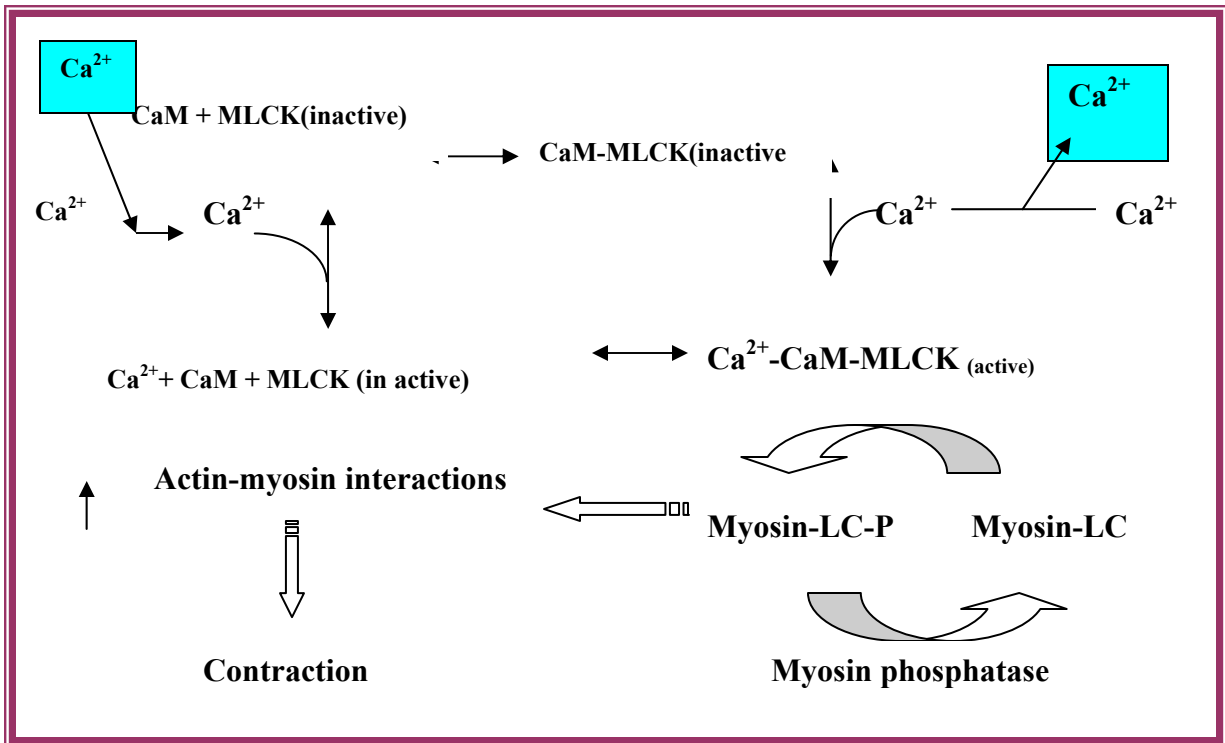 Ca2+
Ca2+
CaM + MLCK(inactive)
CaM-MLCK(inactive
Ca2+
Ca2+
Ca2+
Ca2+
Ca2+-CaM-MLCK (active)
Ca2++ CaM + MLCK (in active)
Actin-myosin interactions
Myosin-LC-P
Myosin-LC
Contraction
Myosin phosphatase